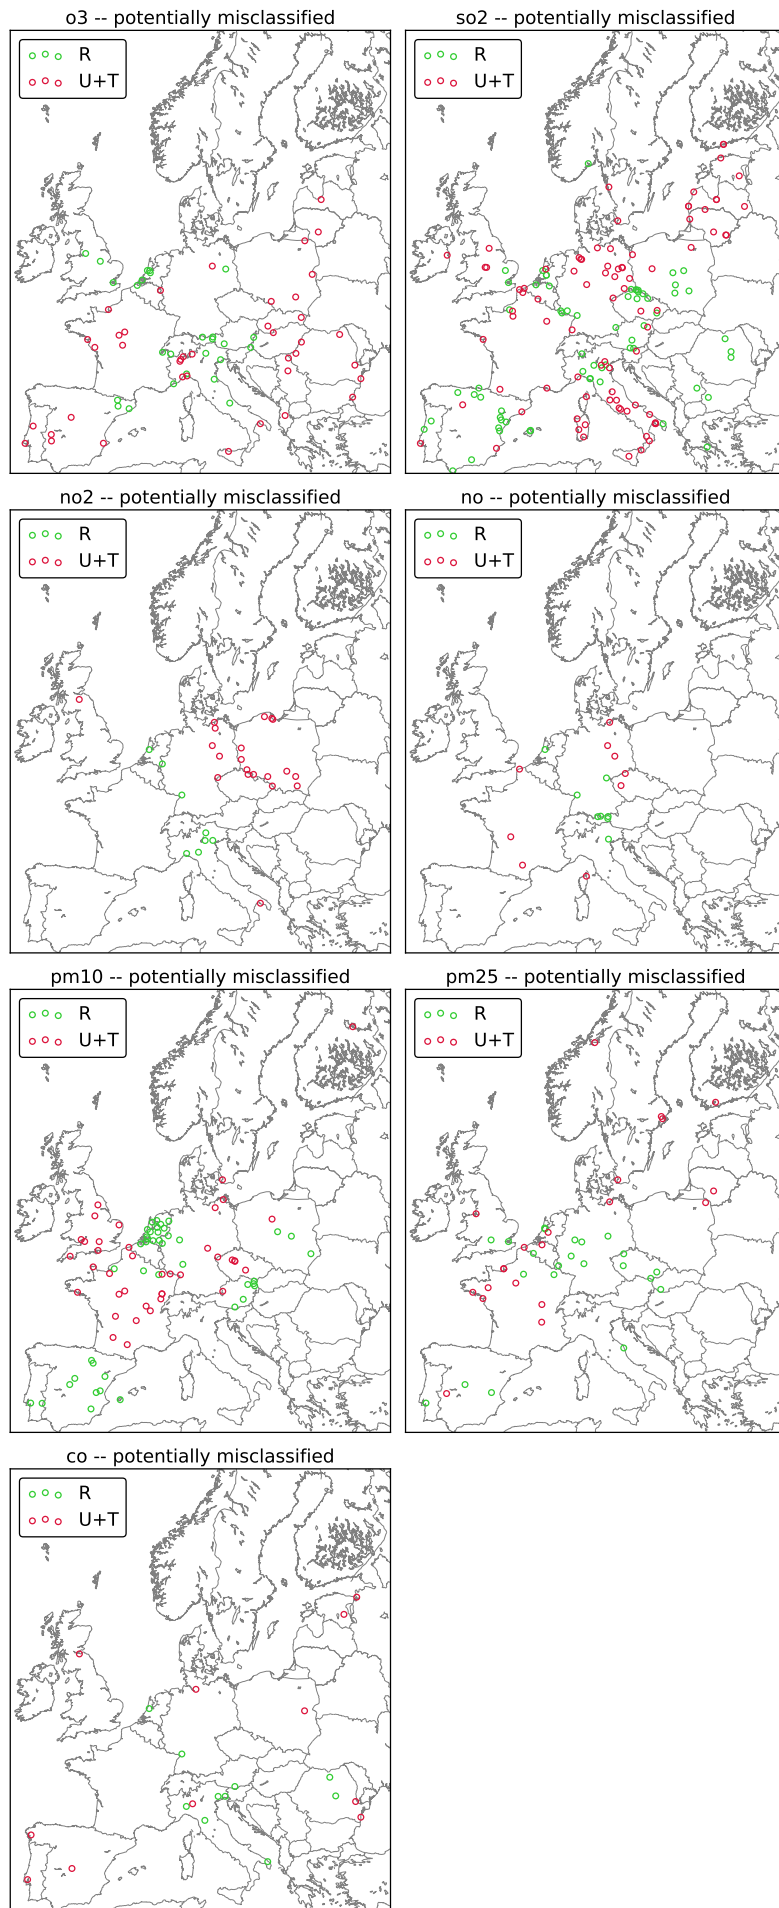 o3 -- potentially misclassified
R
U+T
so2 -- potentially misclassified
R
U+T
no2 -- potentially misclassified
R
U+T
no -- potentially misclassified
R
U+T
pm10 -- potentially misclassified
R
U+T
pm25 -- potentially misclassified
R
U+T
co -- potentially misclassified
R
U+T